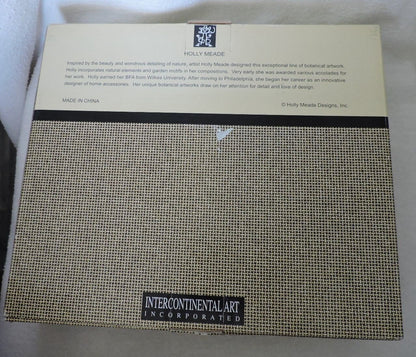 HOLLY MEADE
Inspired by the beauty and wondrous detailing of nature, artist Holly Meade designed this exceptional line of botanical artwork.
Holly incorporates natural elements and garden motifs in her compositions. Very early she was awarded various accolades for
her work. Holly earned her BFA from Wilkes University. After moving to Philadelphia, she began her career as an innovative
designer of home accessories. Her unique botanical artworks draw on her attention for detail and love of design.
MADE IN CHINA
© Holly Meade Designs, Inc.
INTERCONTINENTAL ART
INCORPORATED